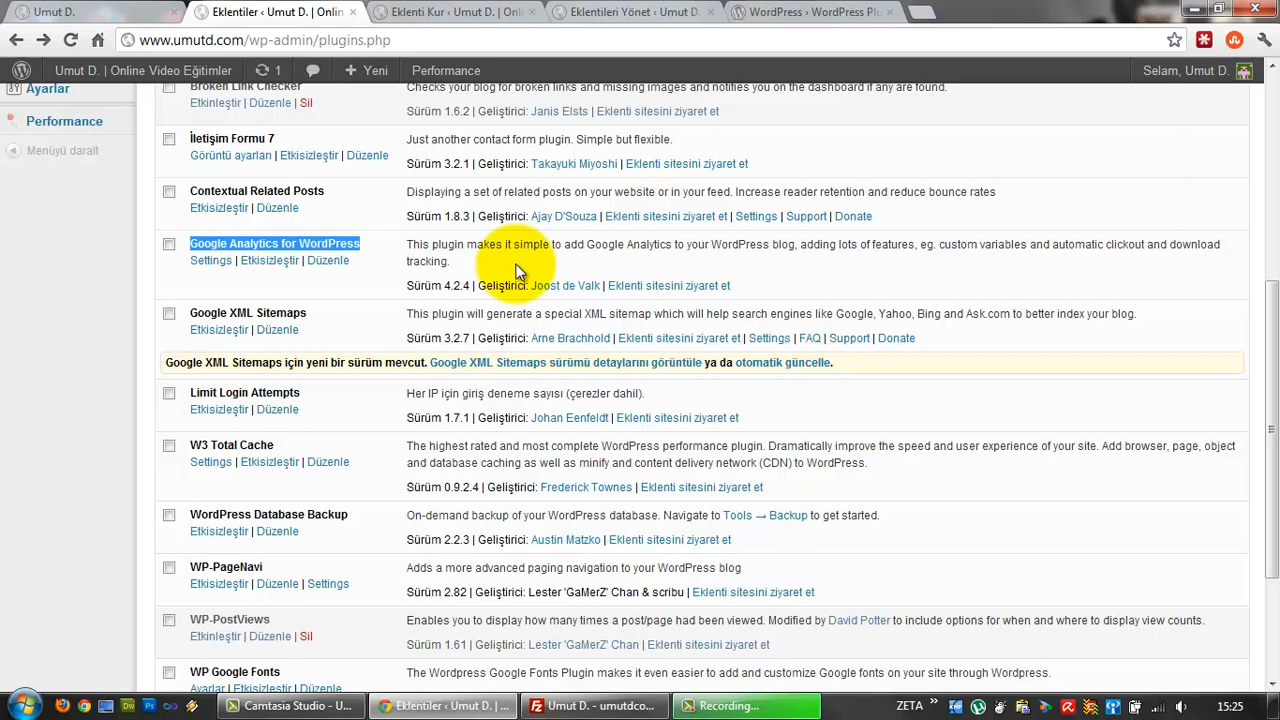 Umut D.
Eklentiler ‹ Umut D. | Onlin
Eklenti Kur ‹ Umut D. | Onli
Eklentileri Yönet ‹ Umut D.
WordPress › WordPress Plu
www.umutd.com/wp-admin/plugins.php
Umut D. | Online Video Eğitimler
1
Yeni
Performance
Selam, Umut D.
Ayarlar
Performance
Menüyü daralt
Broken Link Checker
Checks your blog for broken links and missing images and notifies you on the dashboard if any are found.
Etkinleştir | Düzenle | Sil
Sürüm 1.6.2 | Geliştirici: Janis Elsts | Eklenti sitesini ziyaret et
İletişim Formu 7
Just another contact form plugin. Simple but flexible.
Görüntü ayarları | Etkisizleştir | Düzenle
Sürüm 3.2.1 | Geliştirici: Takayuki Miyoshi | Eklenti sitesini ziyaret et
Contextual Related Posts
Displaying a set of related posts on your website or in your feed. Increase reader retention and reduce bounce rates
Etkisizleştir | Düzenle
Sürüm 1.8.3 | Geliştirici: Ajay D'Souza | Eklenti sitesini ziyaret et | Settings | Support | Donate
Google Analytics for WordPress
This plugin makes it simple to add Google Analytics to your WordPress blog, adding lots of features, eg. custom variables and automatic clickout and download
tracking.
Settings | Etkisizleştir | Düzenle
Sürüm 4.2.4 | Geliştirici: Joost de Valk | Eklenti sitesini ziyaret et
Google XML Sitemaps
This plugin will generate a special XML sitemap which will help search engines like Google, Yahoo, Bing and Ask.com to better index your blog.
Etkisizleştir | Düzenle
Sürüm 3.2.7 | Geliştirici: Arne Brachhold | Eklenti sitesini ziyaret et | Settings | FAQ | Support | Donate
Google XML Sitemaps için yeni bir sürüm mevcut. Google XML Sitemaps sürümü detaylarını görüntüle ya da otomatik güncelle.
Limit Login Attempts
Her IP için giriş deneme sayısı (çerezler dahil).
Etkisizleştir | Düzenle
Sürüm 1.7.1 | Geliştirici: Johan Eenfeldt | Eklenti sitesini ziyaret et
W3 Total Cache
The highest rated and most complete WordPress performance plugin. Dramatically improve the speed and user experience of your site. Add browser, page, object
and database caching as well as minify and content delivery network (CDN) to WordPress.
Settings | Etkisizleştir | Düzenle
Sürüm 0.9.2.4 | Geliştirici: Frederick Townes | Eklenti sitesini ziyaret et
WordPress Database Backup
On-demand backup of your WordPress database. Navigate to Tools → Backup to get started.
Etkisizleştir | Düzenle
Sürüm 2.2.3 | Geliştirici: Austin Matzko | Eklenti sitesini ziyaret et
WP-PageNavi
Adds a more advanced paging navigation to your WordPress blog
Etkisizleştir | Düzenle | Settings
Sürüm 2.82 | Geliştirici: Lester 'GaMerZ' Chan & scribu | Eklenti sitesini ziyaret et
WP-PostViews
Enables you to display how many times a post/page had been viewed. Modified by David Potter to include options for when and where to display view counts.
Etkinleştir | Düzenle | Sil
Sürüm 1.61 | Geliştirici: Lester 'GaMerZ' Chan | Eklenti sitesini ziyaret et
WP Google Fonts
The Wordpress Google Fonts Plugin makes it even easier to add and customize Google fonts on your site through Wordpress.
Ayarlar | Etkisizleştir | Düzenle
Camtasia Studio - U...
Eklentiler ‹ Umut D. | ...
Umut D. - umutdco...
Recording...
ZETA
15:25